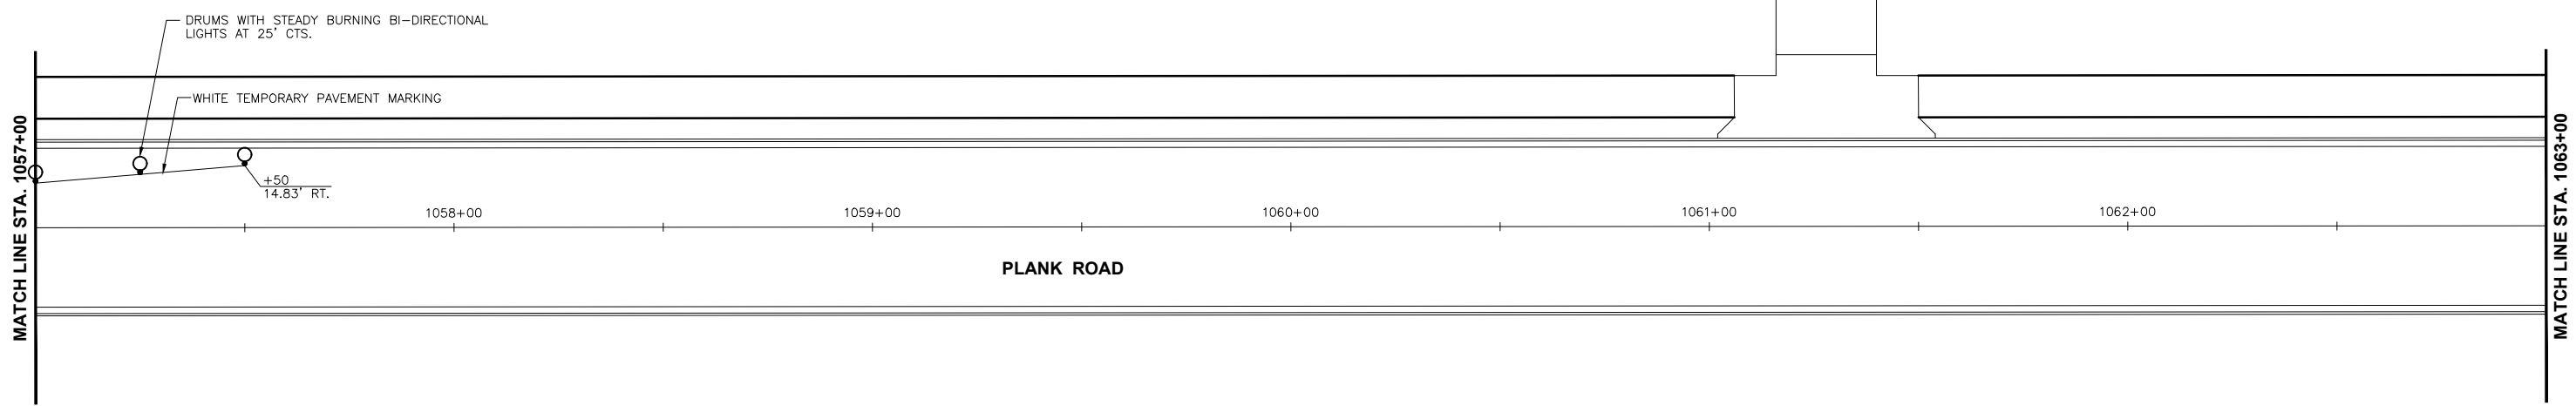 DRUMS WITH STEADY BURNING BI-DIRECTIONAL
LIGHTS AT 25' CTS.
WHITE TEMPORARY PAVEMENT MARKING
MATCH LINE STA. 1057+00
+50
14.83' RT.
1058+00
1059+00
1060+00
1061+00
1062+00
PLANK ROAD
MATCH LINE STA. 1063+00